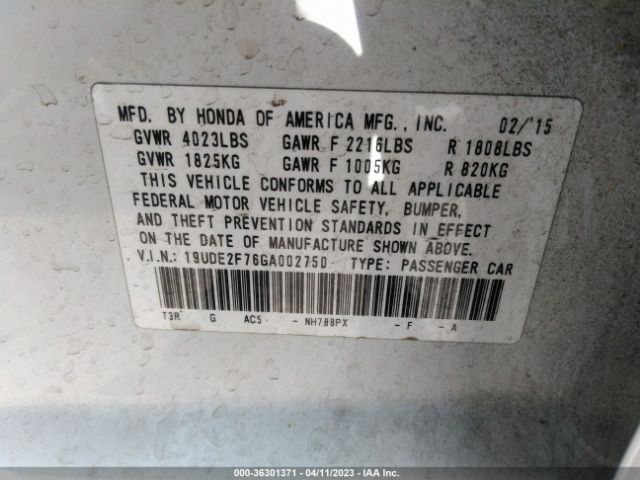 MFD. BY HONDA OF AMERICA MFG., INC. 02/'15
GVWR 4023LBS GAWR F 2216LBS R 1808LBS
GVWR 1825KG GAWR F 1005KG R 820KG
THIS VEHICLE CONFORMS TO ALL APPLICABLE
FEDERAL MOTOR VEHICLE SAFETY, BUMPER,
AND THEFT PREVENTION STANDARDS IN EFFECT
ON THE DATE OF MANUFACTURE SHOWN ABOVE.
V.I.N.: 19UDE2F76GA002750 TYPE: PASSENGER CAR
T3R G AC5 - NH788PX - F - A
000-36301371 - 04/11/2023 - IAA Inc.